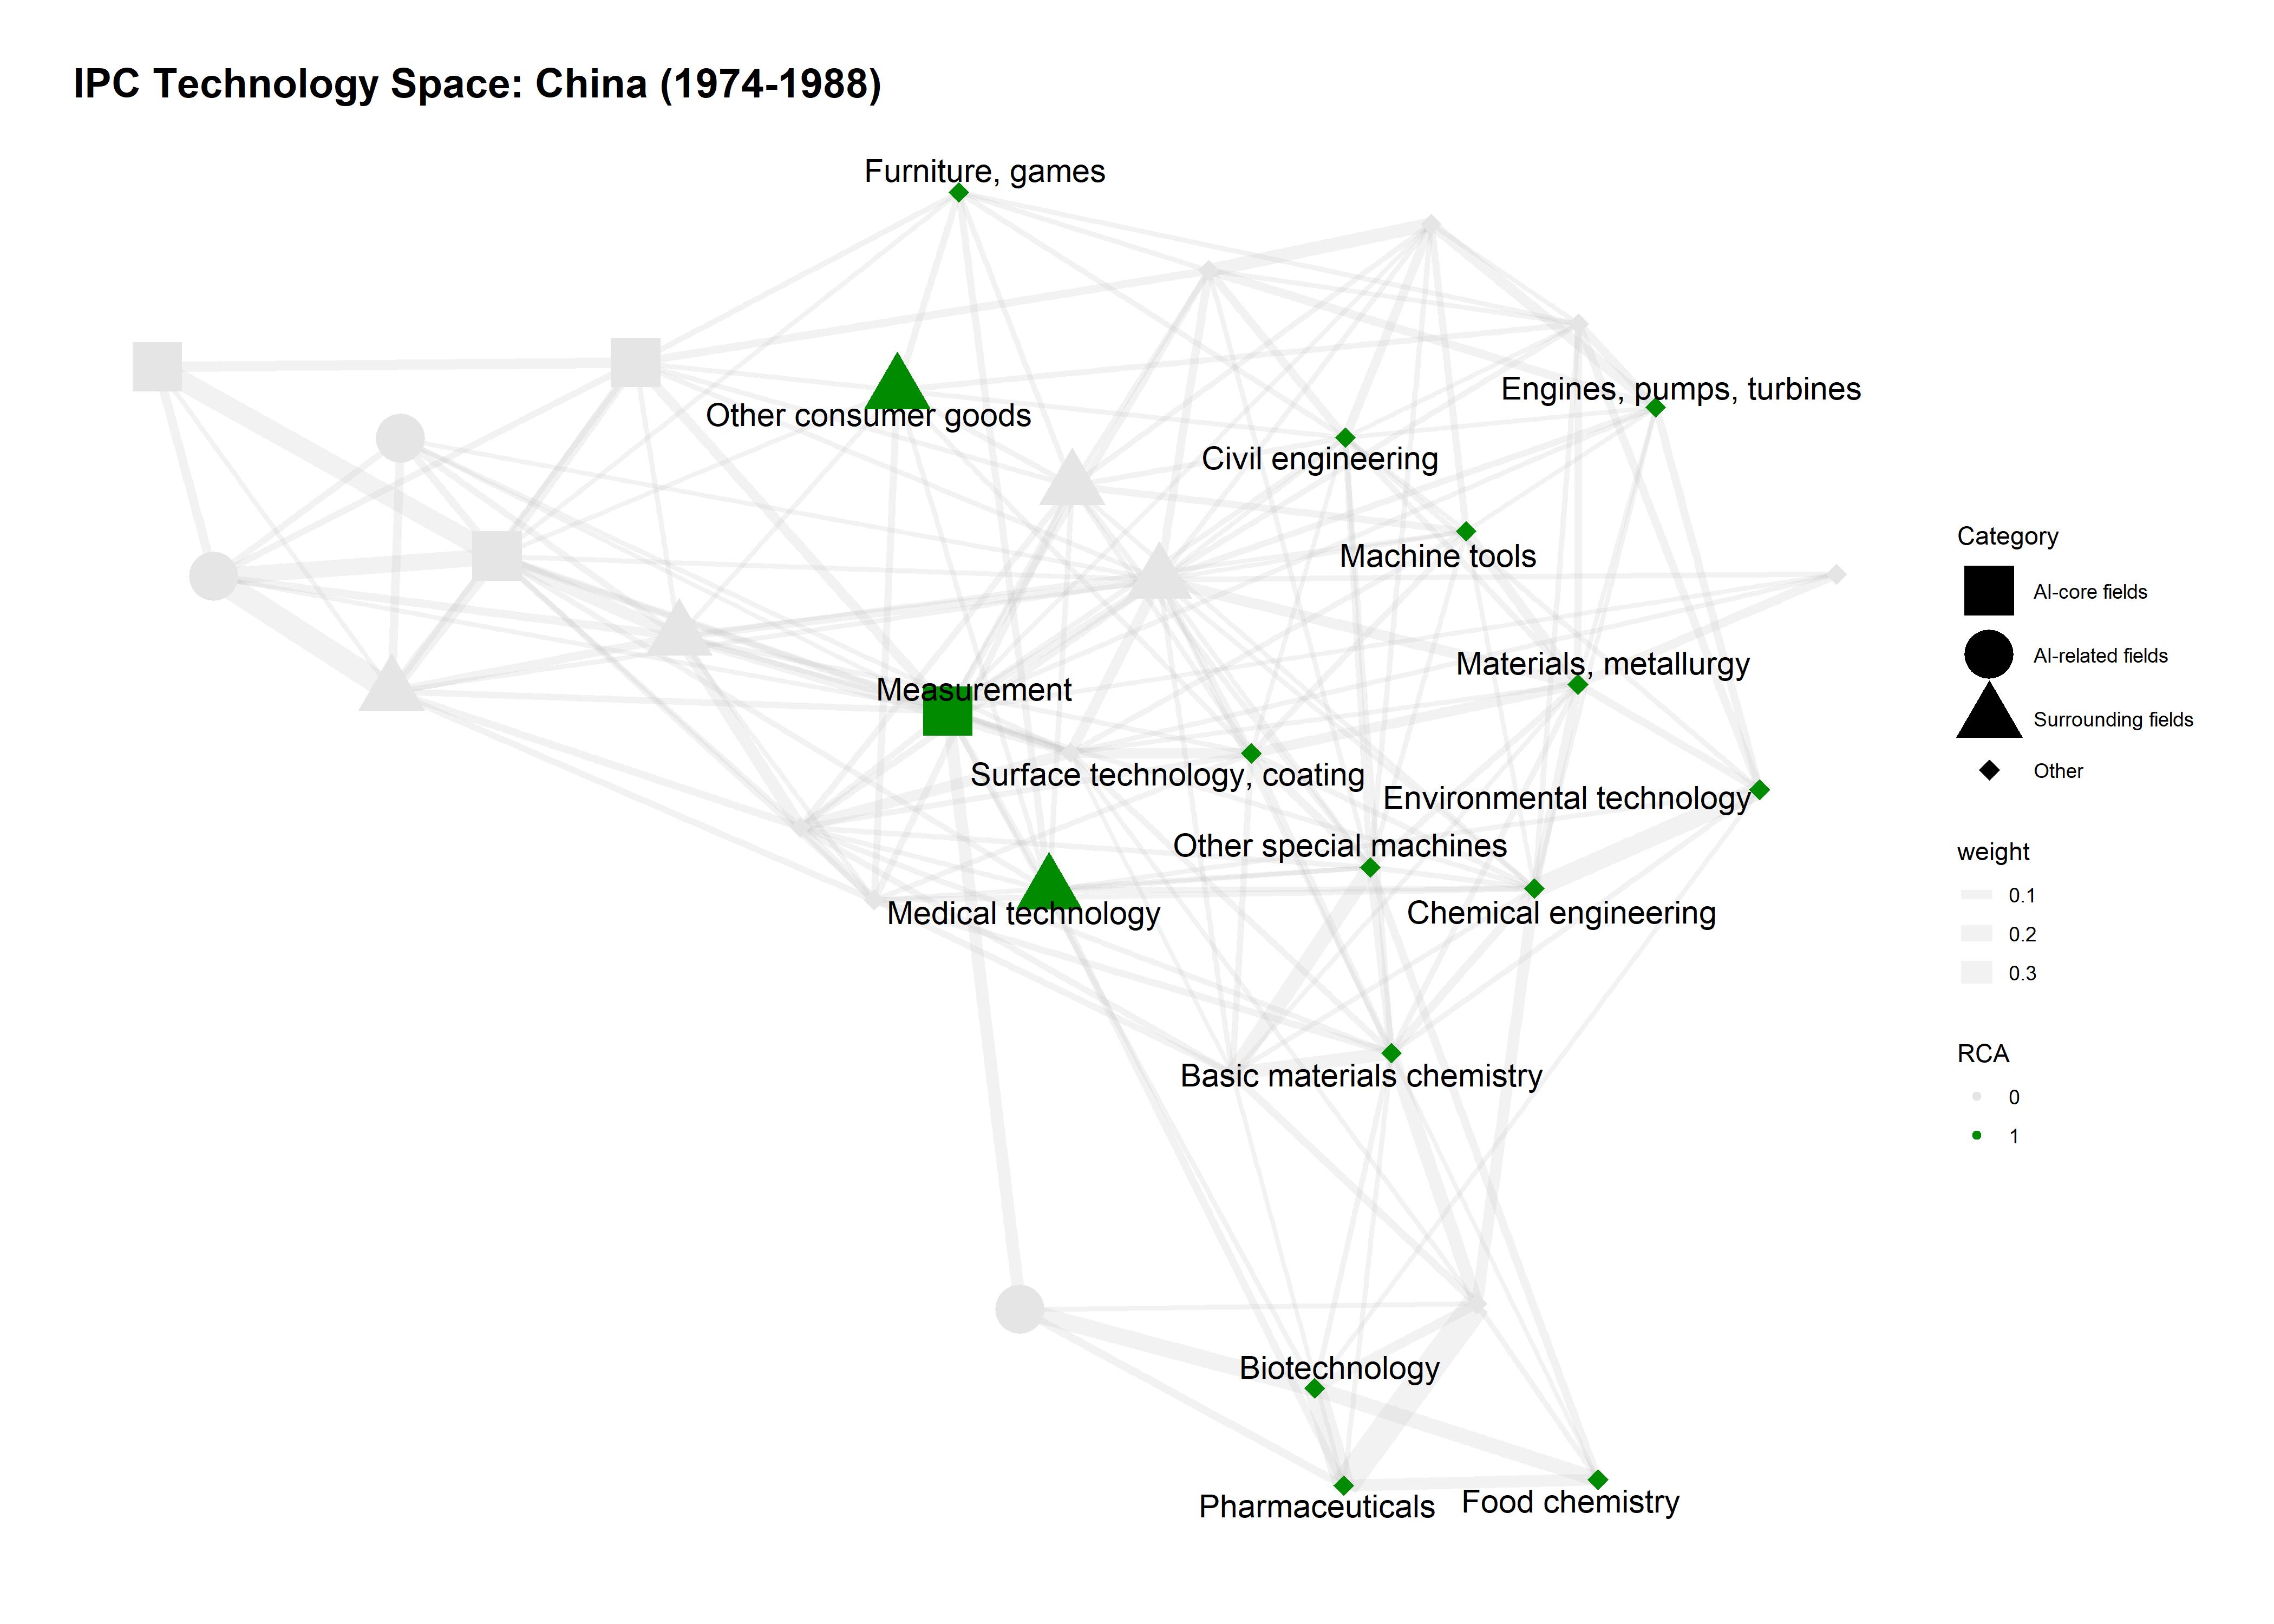 IPC Technology Space: China (1974-1988)
Furniture, games
Engines, pumps, turbines
Other consumer goods
Civil engineering
Machine tools
Materials, metallurgy
Measurement
Surface technology, coating
Environmental technology
Other special machines
Medical technology
Chemical engineering
Basic materials chemistry
Biotechnology
Pharmaceuticals
Food chemistry
Category
AI-core fields
AI-related fields
Surrounding fields
Other
weight
0.1
0.2
0.3
RCA
0
1